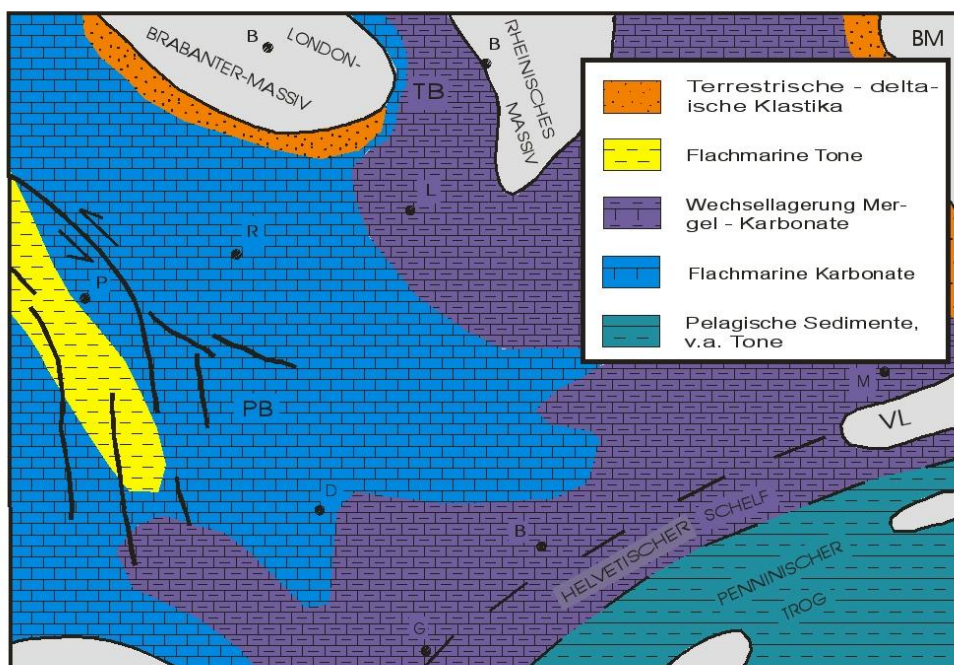 LONDON-
BRABANTER-MASSIV
B
RHEINISCHES
MASSIV
B
BM
TB
Terrestrische - delta-
ische Klastika
Flachmarine Tone
Wechsellagerung Mer-
gel - Karbonate
Flachmarine Karbonate
Pelagische Sedimente,
v.a. Tone
L
R
P
PB
M
VL
D
B
HELVETISCHER SCHELF
PENNINISCHER
TROG
G